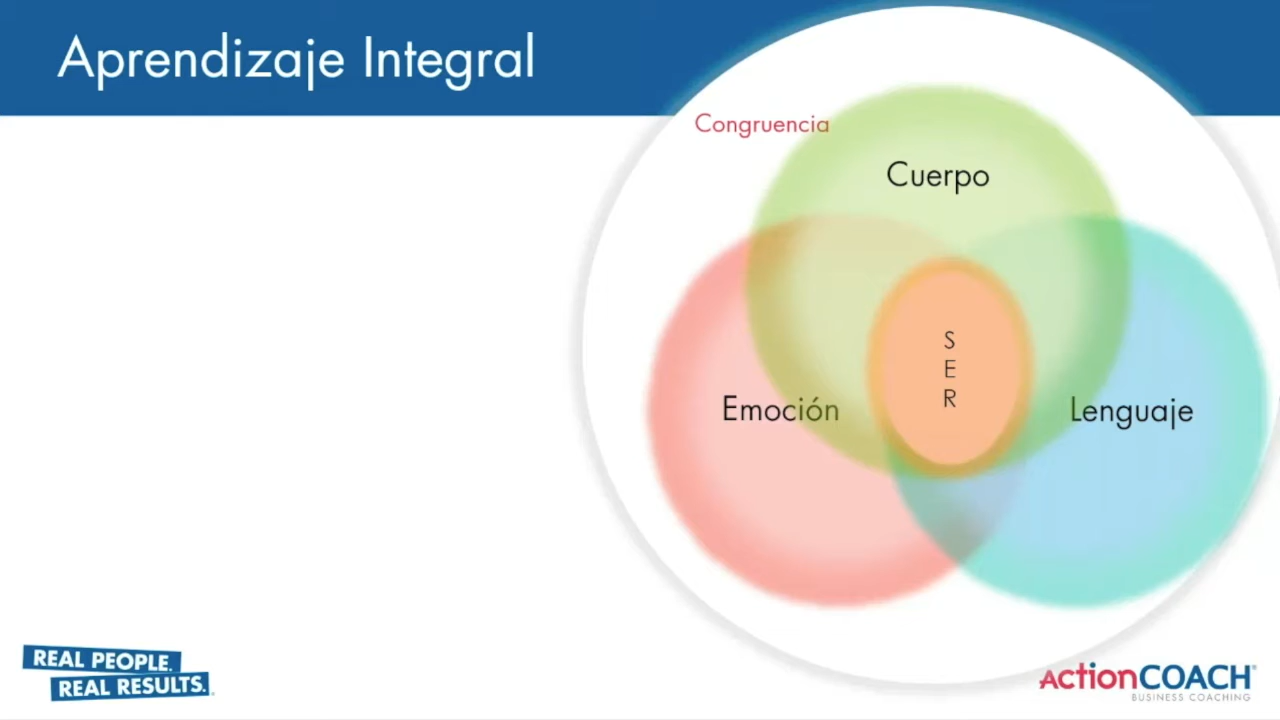 Aprendizaje Integral
Congruencia
Cuerpo
S
E
R
Emoción
Lenguaje
REAL PEOPLE.
REAL RESULTS.
ActionCOACH®
BUSINESS COACHING